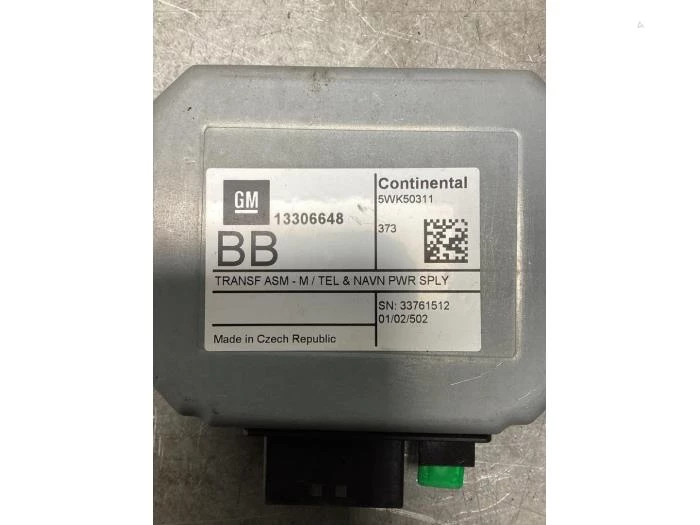 GM
13306648
BB
Continental
5WK50311
373
TRANSF ASM - M / TEL & NAVN PWR SPLY
SN: 33761512
01/02/502
Made in Czech Republic